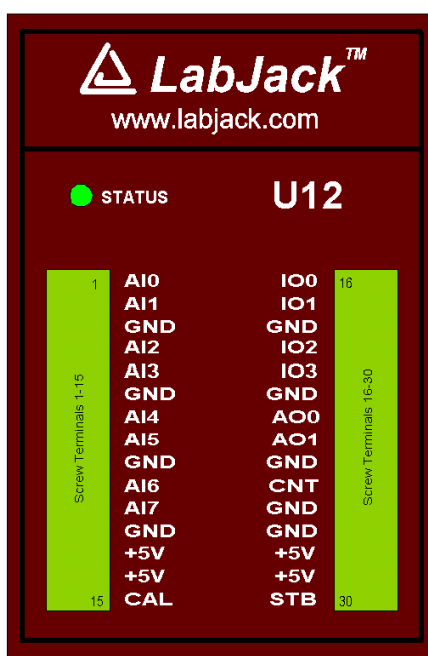 LabJack™
www.labjack.com
STATUS U12
1 AI0 IO0 16
AI1 IO1
GND GND
AI2 IO2
AI3 IO3
GND GND
AI4 AO0
AI5 AO1
GND GND
AI6 CNT
AI7 GND
GND GND
+5V +5V
+5V +5V
15 CAL STB 30
Screw Terminals 1-15
Screw Terminals 16-30